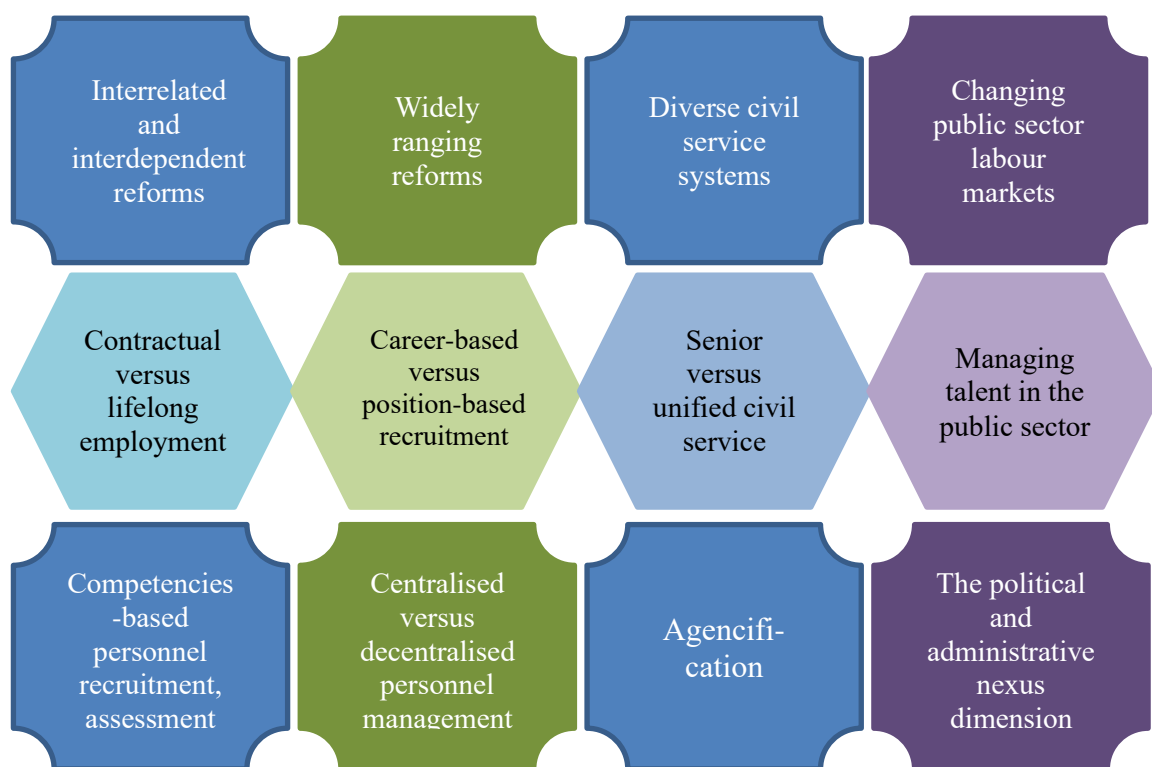 Interrelated
and
interdependent
reforms
Widely
ranging
reforms
Diverse civil
service
systems
Changing
public sector
labour
markets
Contractual
versus
lifelong
employment
Career-based
versus
position-based
recruitment
Senior
versus
unified civil
service
Managing
talent in the
public sector
Competencies
-based
personnel
recruitment,
assessment
Centralised
versus
decentralised
personnel
management
Agencifi-
cation
The political
and
administrative
nexus
dimension